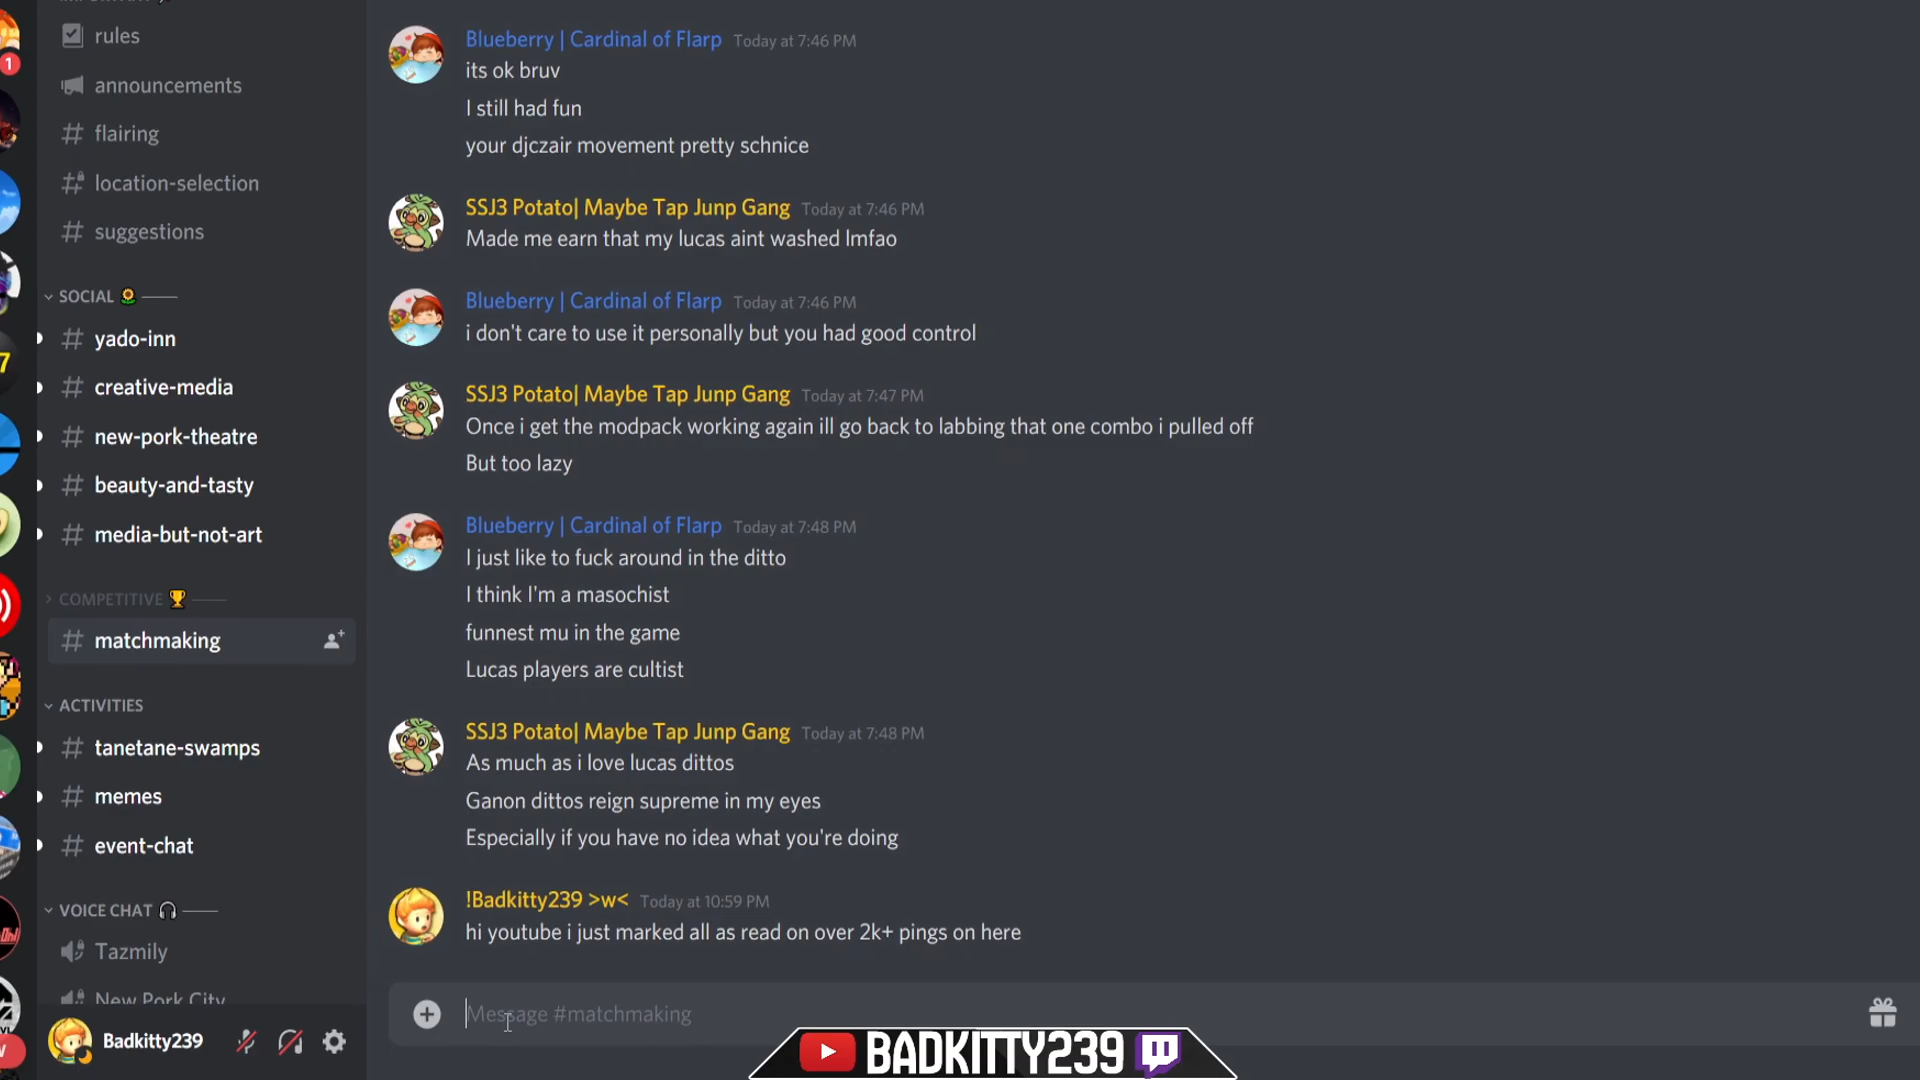 rules
announcements
flairing
location-selection
suggestions
SOCIAL
yado-inn
creative-media
new-pork-theatre
beauty-and-tasty
media-but-not-art
COMPETITIVE
matchmaking
ACTIVITIES
tanetane-swamps
memes
event-chat
VOICE CHAT
Tazmily
New Pork City
Badkitty239
1
7
Blueberry | Cardinal of Flarp Today at 7:46 PM
its ok bruv
I still had fun
your djczair movement pretty schnice
SSJ3 Potato| Maybe Tap Junp Gang Today at 7:46 PM
Made me earn that my lucas aint washed lmfao
Blueberry | Cardinal of Flarp Today at 7:46 PM
i don't care to use it personally but you had good control
SSJ3 Potato| Maybe Tap Junp Gang Today at 7:47 PM
Once i get the modpack working again ill go back to labbing that one combo i pulled off
But too lazy
Blueberry | Cardinal of Flarp Today at 7:48 PM
I just like to fuck around in the ditto
I think I'm a masochist
funnest mu in the game
Lucas players are cultist
SSJ3 Potato| Maybe Tap Junp Gang Today at 7:48 PM
As much as i love lucas dittos
Ganon dittos reign supreme in my eyes
Especially if you have no idea what you're doing
!Badkitty239 >w< Today at 10:59 PM
hi youtube i just marked all as read on over 2k+ pings on here
Message #matchmaking
BADKITTY239